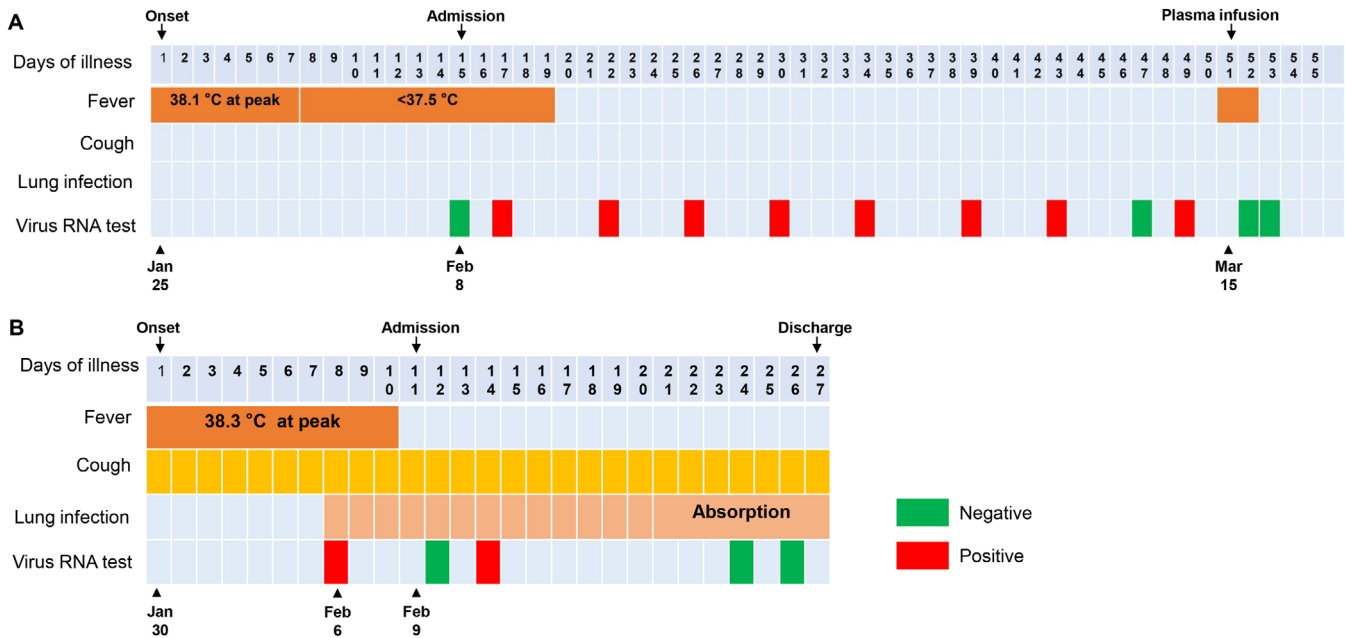 A
Onset Admission Plasma infusion
Days of illness 1 2 3 4 5 6 7 8 9 10 11 12 13 14 15 16 17 18 19 20 21 22 23 24 25 26 27 28 29 30 31 32 33 34 35 36 37 38 39 40 41 42 43 44 45 46 47 48 49 50 51 52 53 54 55
Fever 38.1 °C at peak <37.5 °C
Cough
Lung infection
Virus RNA test
Jan Feb Mar
25 8 15
B
Onset Admission Discharge
Days of illness 1 2 3 4 5 6 7 8 9 10 11 12 13 14 15 16 17 18 19 20 21 22 23 24 25 26 27
Fever 38.3 °C at peak
Cough
Lung infection Absorption
Negative
Virus RNA test
Positive
Jan Feb Feb
30 6 9